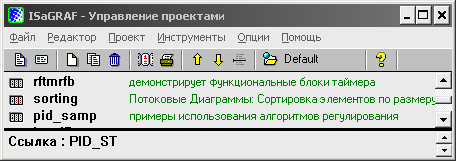 ISaGRAF - Управление проектами
Файл Редактор Проект Инструменты Опции Помощь
Default
rftmrfb демонстрирует функциональные блоки таймера
sorting Потоковые Диаграммы: Сортировка элементов по размеру
pid_samp примеры использования алгоритмов регулирования
Ссылка : PID_ST